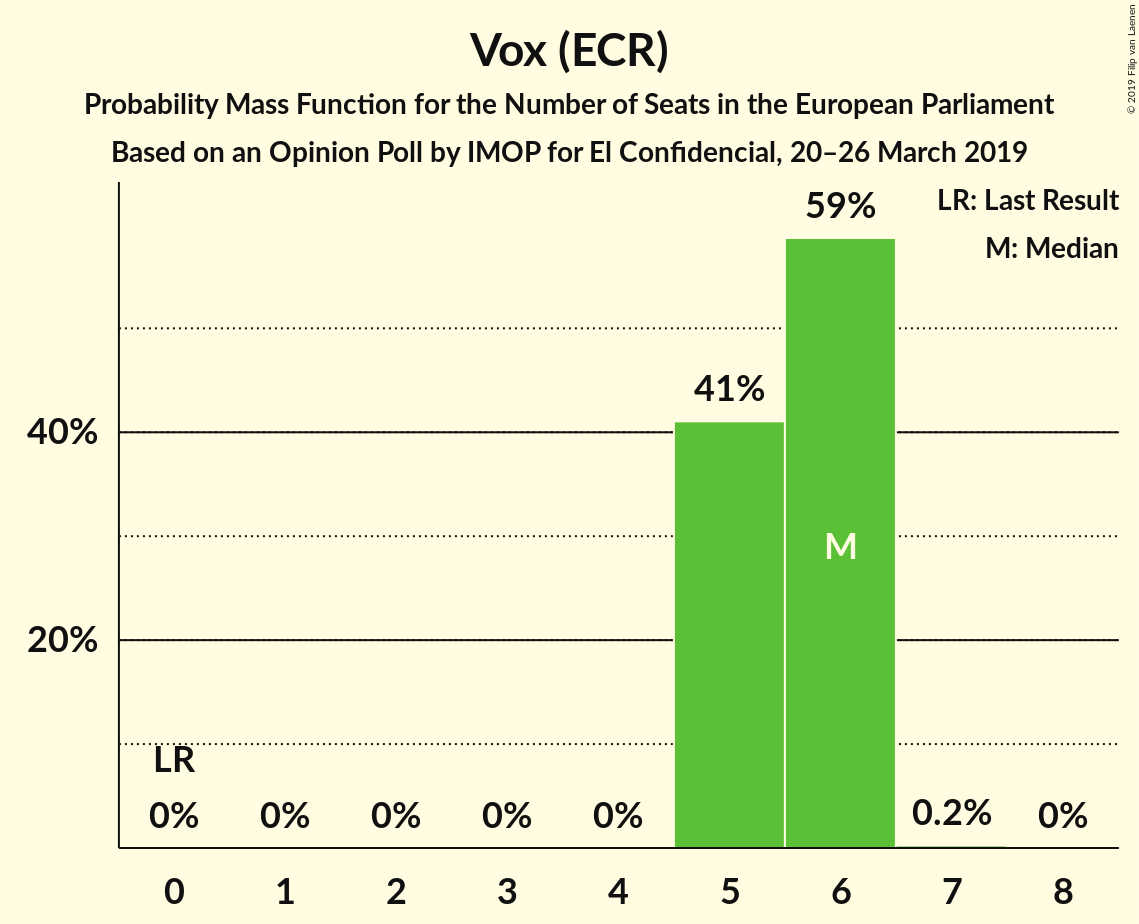 Vox (ECR)
Probability Mass Function for the Number of Seats in the European Parliament
Based on an Opinion Poll by IMOP for El Confidencial, 20–26 March 2019
© 2019 Filip van Laenen
LR: Last Result
M: Median
59%
41%
40%
M
20%
LR
0% 0% 0% 0% 0% 0.2% 0%
0 1 2 3 4 5 6 7 8